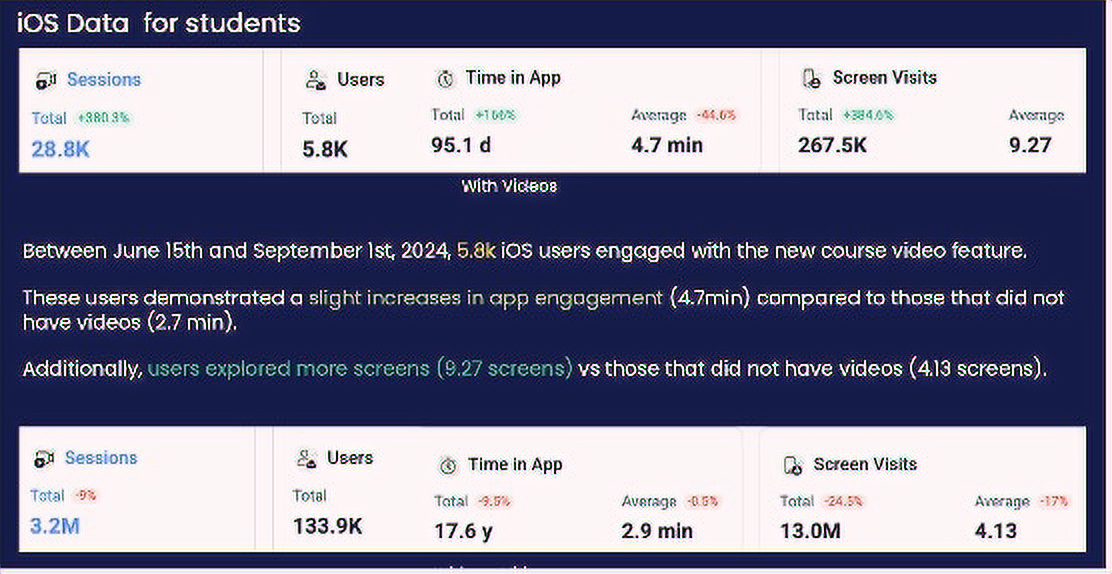 iOS Data for students
Sessions
Users
Time in App
Screen Visits
Total +380.3%
Total
Total
Average -44.6%
Total +384.6%
Average
28.8K
5.8K
95.1 d
4.7 min
267.5K
9.27
With Videos
Between June 15th and September 1st, 2024, 5.8k iOS users engaged with the new course video feature.
These users demonstrated a slight increases in app engagement (4.7min) compared to those that did not
have videos (2.7 min).
Additionally, users explored more screens (9.27 screens) vs those that did not have videos (4.13 screens).
Sessions
Users
Time in App
Screen Visits
Total -9%
Total
Total -9.5%
Average -0.5%
Total -24.5%
Average -17%
3.2M
133.9K
17.6 y
2.9 min
13.0M
4.13